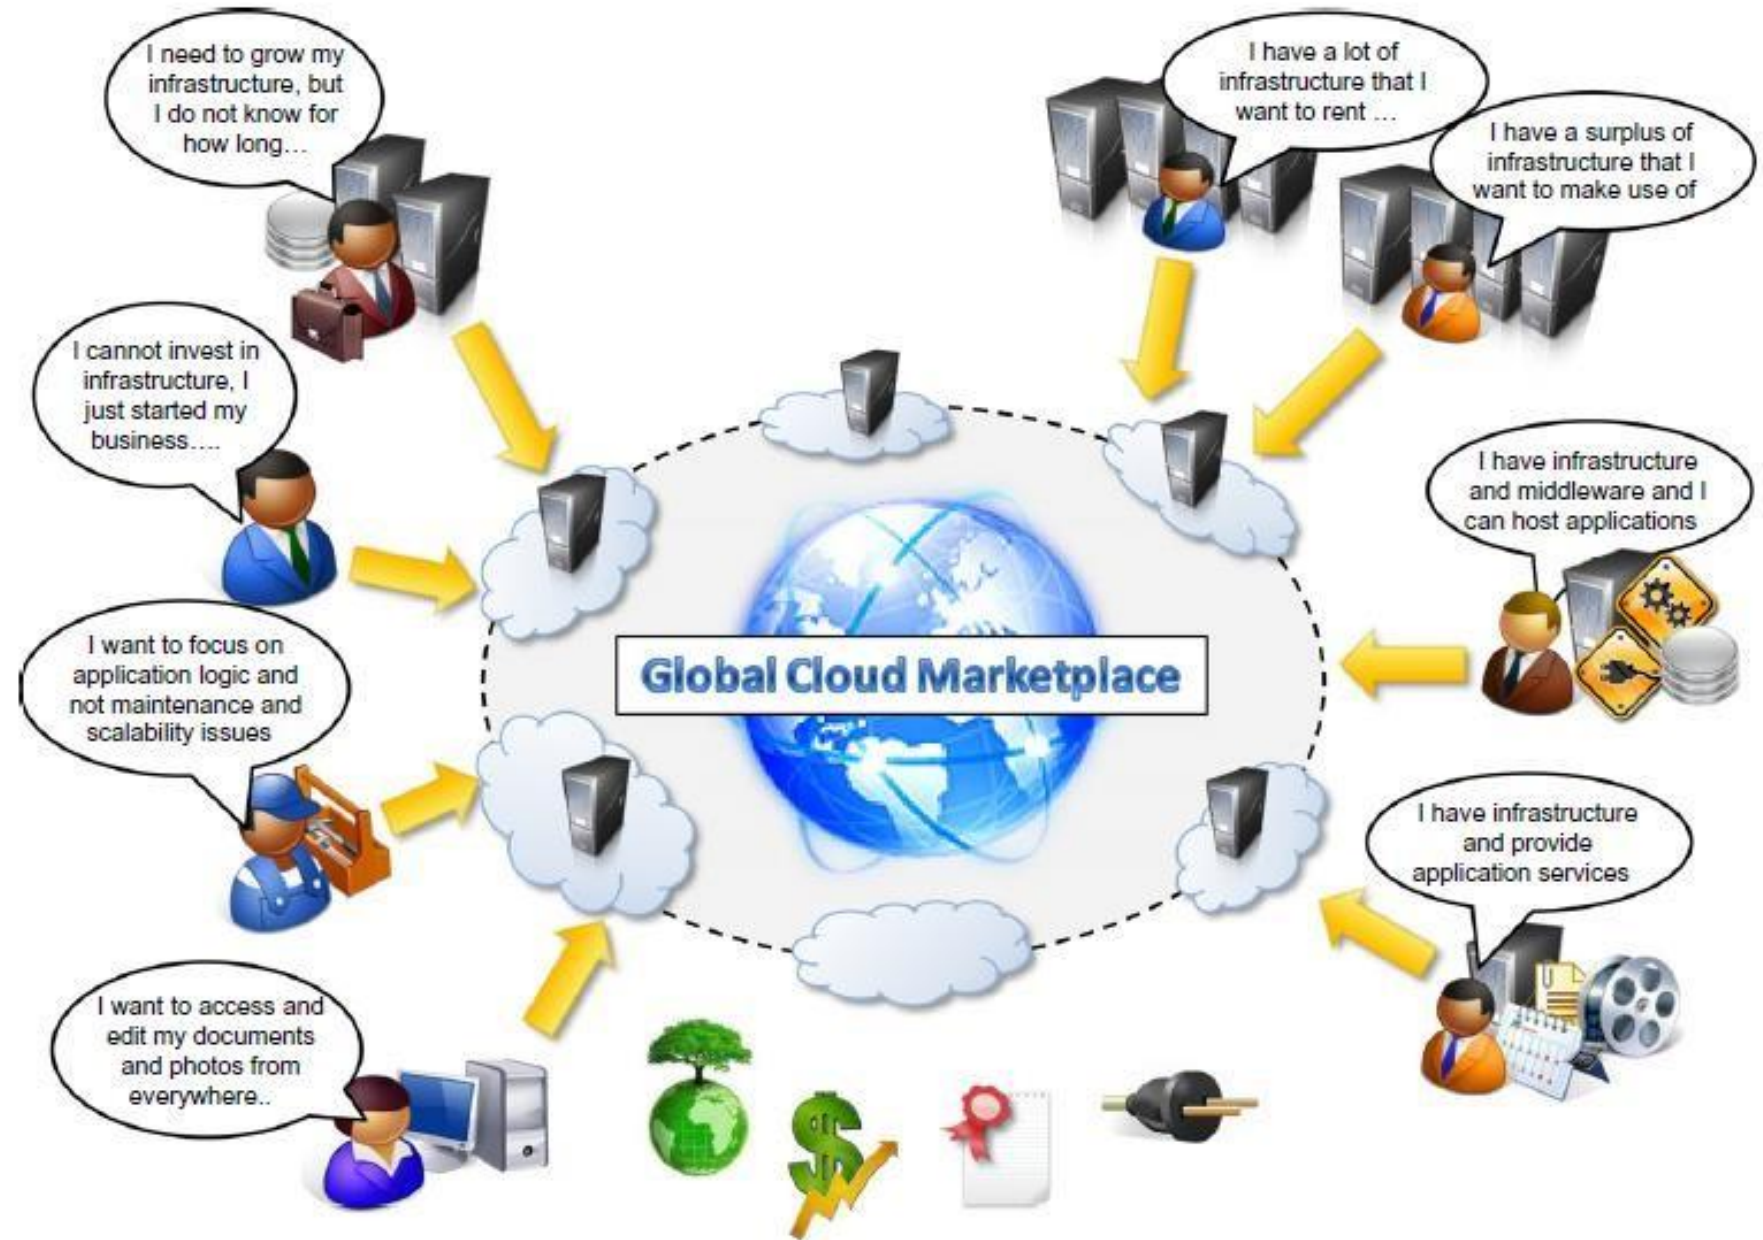 I need to grow my
infrastructure, but
I do not know for
how long…
I have a lot of
infrastructure that I
want to rent …
I have a surplus of
infrastructure that I
want to make use of
I cannot invest in
infrastructure, I
just started my
business….
I have infrastructure
and middleware and I
can host applications
I want to focus on
application logic and
not maintenance and
scalability issues
Global Cloud Marketplace
I have infrastructure
and provide
application services
I want to access and
edit my documents
and photos from
everywhere..